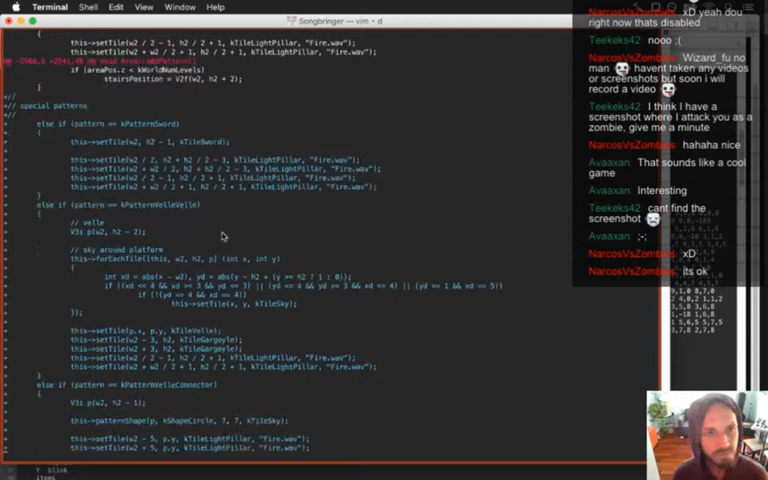 Terminal Shell Edit View Window Help
Songbringer — vim • d
this->setTile(w / 2 - 1, h2 / 2 + 1, kTileLightPillar, "Fire.wav");
this->setTile(w2 + w / 2, h2 / 2 + 1, kTileLightPillar, "Fire.wav");
if (areaPos.z < kWorldNumLevels)
stairsPosition = V2f(w2, h2 + 2);
+//
+// special patterns
+//
+ else if (pattern == kPatternSword)
+ {
+ this->setTile(w2, h2 - 1, kTileSword);
+
+ this->setTile(w2 / 2, h2 + h2 / 2 - 3, kTileLightPillar, "Fire.wav");
+ this->setTile(w2 + w2 / 2, h2 + h2 / 2 - 3, kTileLightPillar, "Fire.wav");
+ this->setTile(w2 / 2 - 1, h2 / 2 + 1, kTileLightPillar, "Fire.wav");
+ this->setTile(w2 + w2 / 2, h2 / 2 + 1, kTileLightPillar, "Fire.wav");
+ }
+ else if (pattern == kPatternVelleVelle)
+ {
+ // velle
+ V3i p(w2, h2 - 2);
+
+ // sky around platform
+ this->forEachTile([this, w2, h2, p] (int x, int y)
+ {
+ int xd = abs(x - w2), yd = abs(y - h2 + (y >= h2 ? 1 : 0));
+ if ((xd <= 4 && xd >= 3 && yd <= 3) || (yd <= 4 && yd >= 3 && xd <= 4) || (yd == 1 && xd <= 5))
+ if (!(yd <= 4 && xd == 4))
+ this->setTile(x, y, kTileSky);
+ });
+
+ this->setTile(p.x, p.y, kTileVelle);
+ this->setTile(w2 - 3, h2, kTileGargoyle);
+ this->setTile(w2 + 3, h2, kTileGargoyle);
+ this->setTile(w2 / 2 - 1, h2 / 2 + 1, kTileLightPillar, "Fire.wav");
+ this->setTile(w2 + w2 / 2, h2 / 2 + 1, kTileLightPillar, "Fire.wav");
+ }
+ else if (pattern == kPatternVelleConnector)
+ {
+ V3i p(w2, h2 - 1);
+
+ this->patternShape(p, kShapeCircle, 7, 7, kTileSky);
+
+ this->setTile(w2 - 5, p.y, kTileLightPillar, "Fire.wav");
+ this->setTile(w2 + 5, p.y, kTileLightPillar, "Fire.wav");
Y blink
items
NarcosVsZombies xD yeah dou
right now thats disabled
Teekeks42 nooo :(
NarcosVsZombies Wizard_fu no
man havent taken any videos
or screenshots but soon i will
record a video
Teekeks42 I think I have a
screenshot where I attack you as a
zombie, give me a minute
NarcosVsZombies hahaha nice
Avaaxan That sounds like a cool
game
Avaaxan Interesting
Teekeks42 cant find the
screenshot
Avaaxan ;-;
NarcosVsZombies xD
NarcosVsZombies its ok